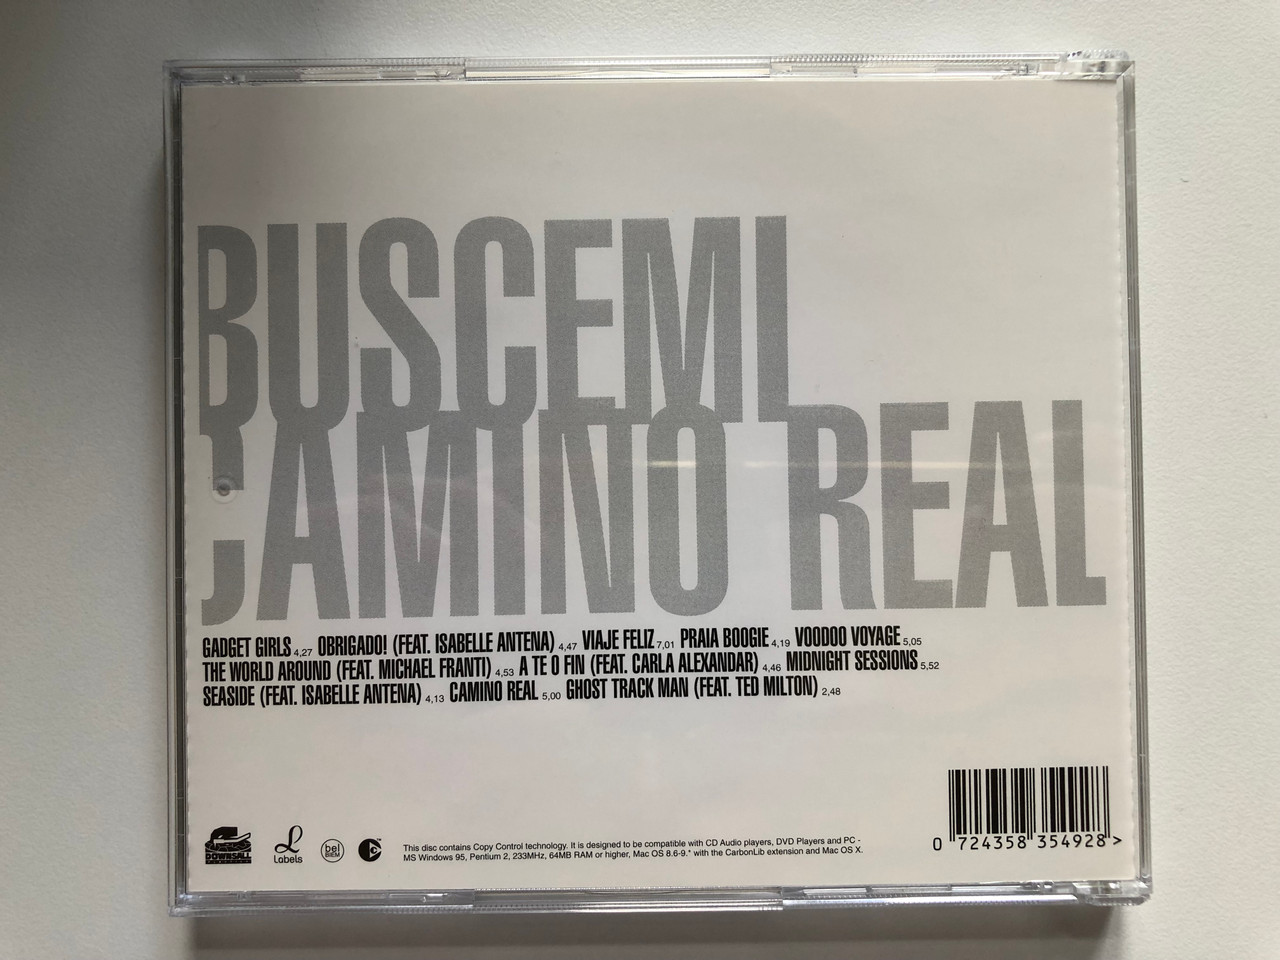 BUSCEMI
CAMINO REAL
GADGET GIRLS 4,27 OBRIGADO! (FEAT. ISABELLE ANTENA) 4,47 VIAJE FELIZ 7,01 PRAIA BOOGIE 4,19 VOODOO VOYAGE 5,05
THE WORLD AROUND (FEAT. MICHAEL FRANTI) 4,53 A TE O FIN (FEAT. CARLA ALEXANDAR) 4,46 MIDNIGHT SESSIONS 5,52
SEASIDE (FEAT. ISABELLE ANTENA) 4,13 CAMINO REAL 5,00 GHOST TRACK MAN (FEAT. TED MILTON) 2,48
DOWNSALL
L
Labels
bel
BIEM
This disc contains Copy Control technology. It is designed to be compatible with CD Audio players, DVD Players and PC -
MS Windows 95, Pentium 2, 233MHz, 64MB RAM or higher, Mac OS 8.6-9.* with the CarbonLib extension and Mac OS X.
0 724358 354928 >